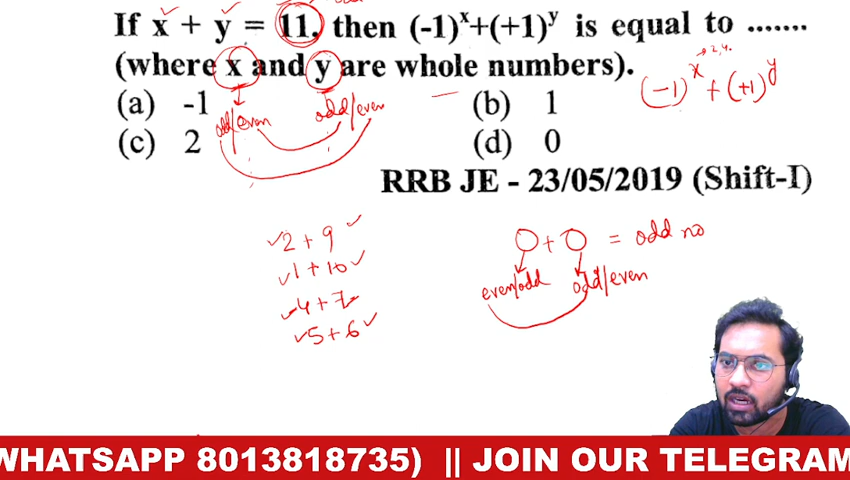 If x + y = 11. then (-1)ˣ+(+1)ʸ is equal to .......
(where x and y are whole numbers).
(-1)ˣ + (+1)ʸ
→ 2,4.
(a) -1
(b) 1
odd/even
odd/even
(c) 2
(d) 0
RRB JE - 23/05/2019 (Shift-I)
2 + 9
1 + 10
4 + 7
5 + 6
+ = odd no
even/odd
odd/even
WHATSAPP 8013818735) || JOIN OUR TELEGRAM